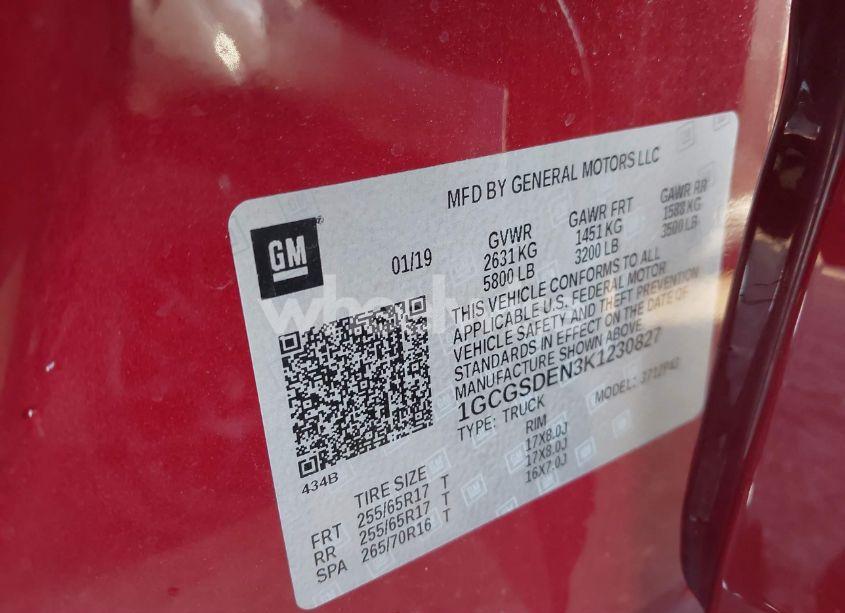 MFD BY GENERAL MOTORS LLC
GM
01/19
GVWR
2631 KG
5800 LB
GAWR FRT
1451 KG
3200 LB
GAWR RR
1588 KG
3500 LB
THIS VEHICLE CONFORMS TO ALL
APPLICABLE U.S. FEDERAL MOTOR
VEHICLE SAFETY AND THEFT PREVENTION
STANDARDS IN EFFECT ON THE DATE OF
MANUFACTURE SHOWN ABOVE.
1GCGSDEN3K1230827
TYPE: TRUCK MODEL:
434B
TIRE SIZE RIM
FRT 255/65R17 T 17X8.0J
RR 255/65R17 T 17X8.0J
SPA 265/70R16 T 16X7.0J